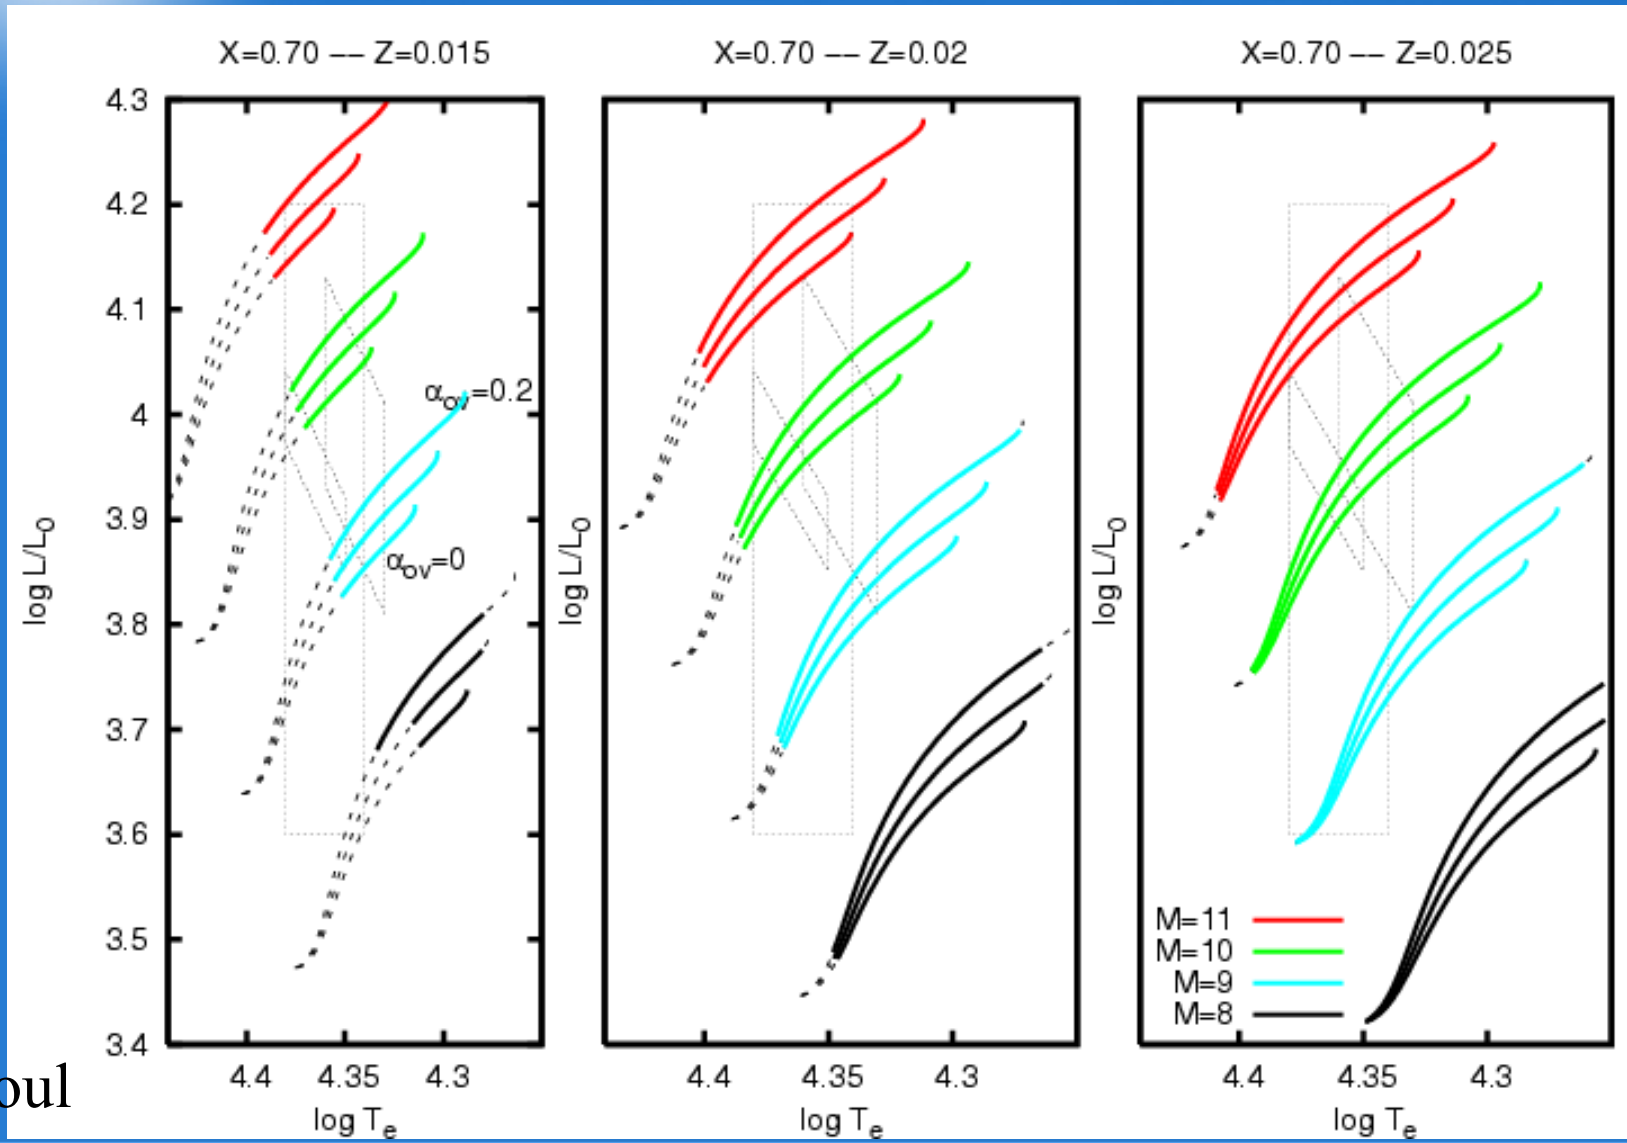 X=0.70 -- Z=0.015
X=0.70 -- Z=0.02
X=0.70 -- Z=0.025
4.3
4.2
4.1
4
3.9
3.8
3.7
3.6
3.5
3.4
log L/L₀
log L/L₀
log L/L₀
αov=0.2
αov=0
M=11
M=10
M=9
M=8
4.4 4.35 4.3
4.4 4.35 4.3
4.4 4.35 4.3
log Te
log Te
log Te
oul